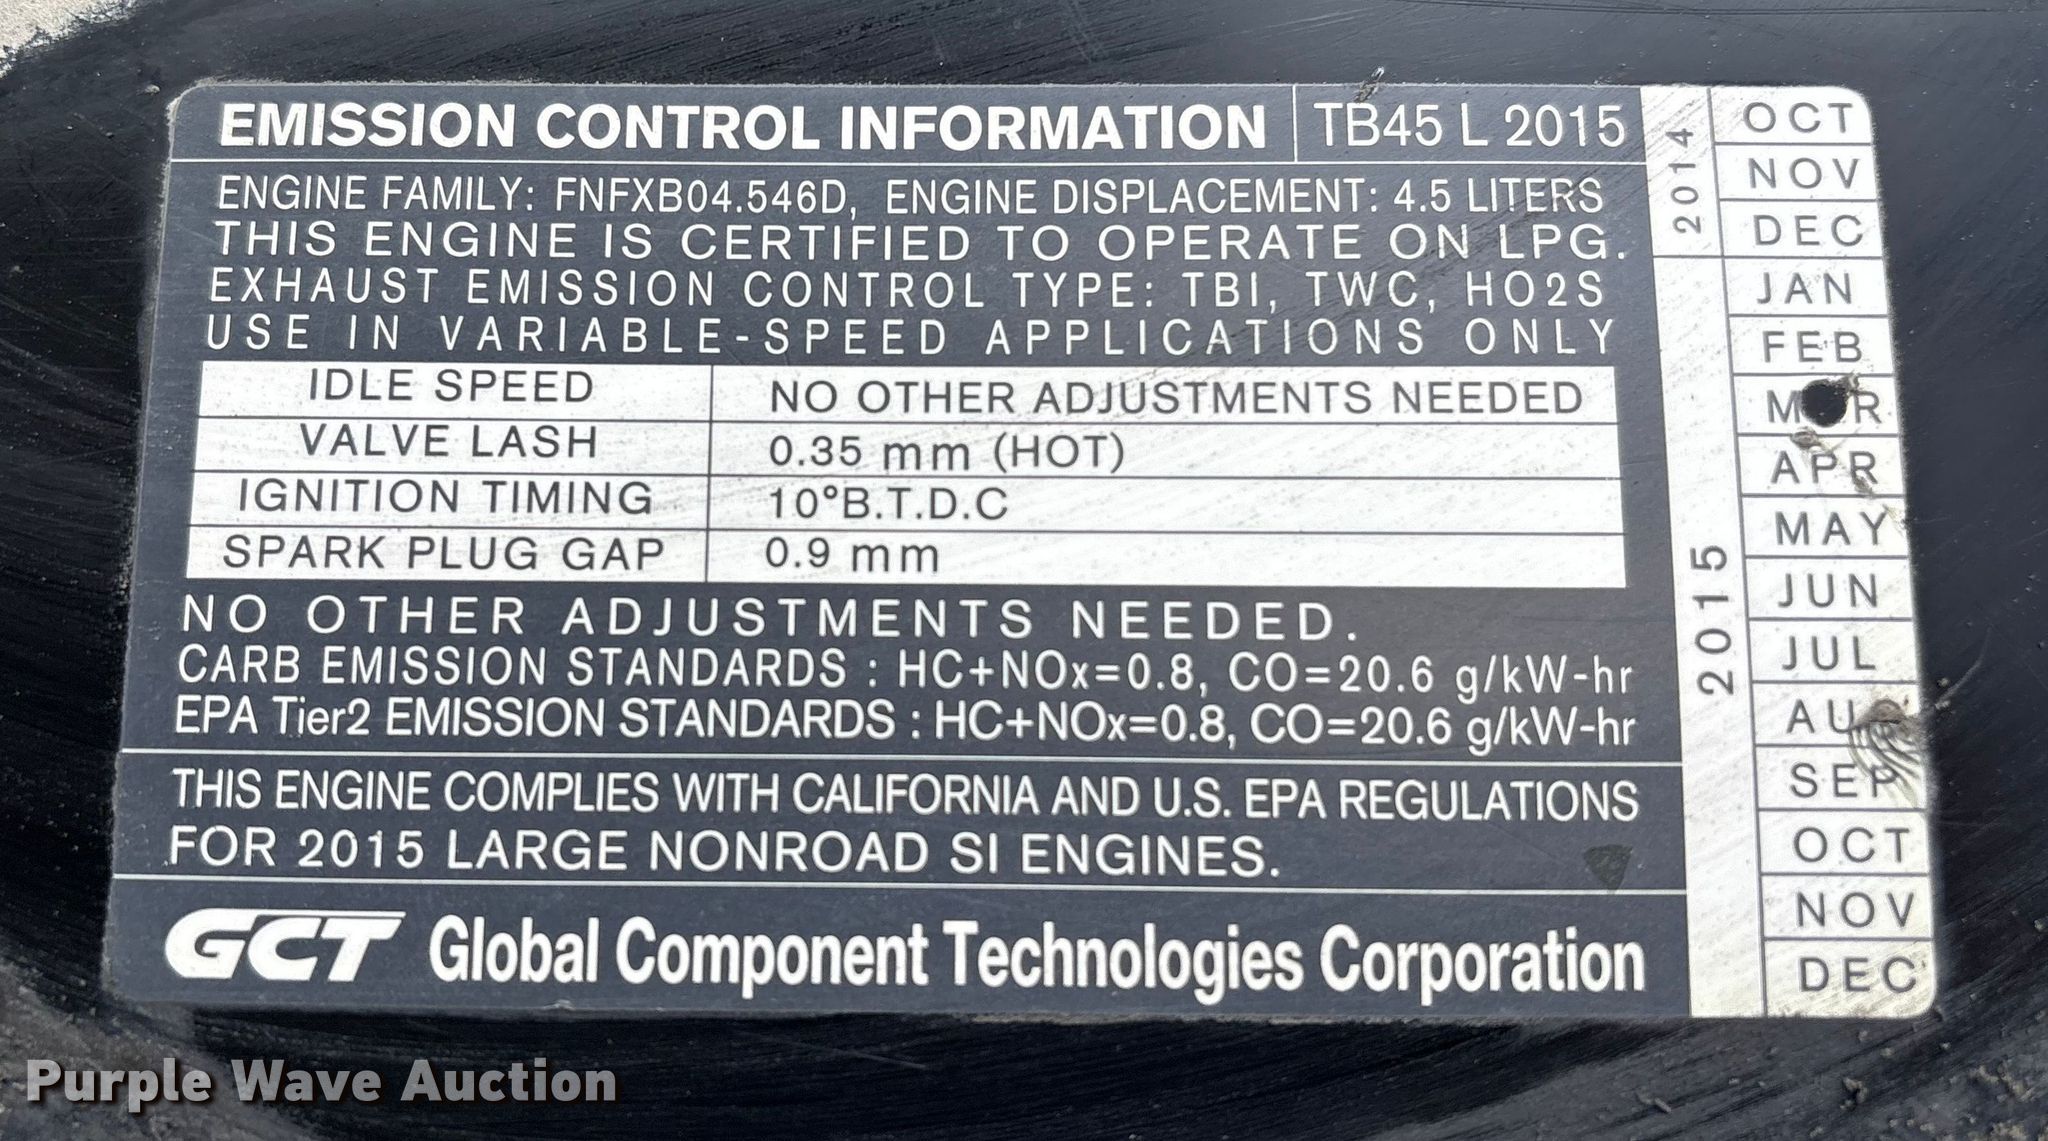 EMISSION CONTROL INFORMATION TB45 L 2015
ENGINE FAMILY: FNFXB04.546D, ENGINE DISPLACEMENT: 4.5 LITERS
THIS ENGINE IS CERTIFIED TO OPERATE ON LPG.
EXHAUST EMISSION CONTROL TYPE: TBI, TWC, HO2S
USE IN VARIABLE-SPEED APPLICATIONS ONLY
IDLE SPEED NO OTHER ADJUSTMENTS NEEDED
VALVE LASH 0.35 mm (HOT)
IGNITION TIMING 10°B.T.D.C
SPARK PLUG GAP 0.9 mm
NO OTHER ADJUSTMENTS NEEDED.
CARB EMISSION STANDARDS : HC+NOx=0.8, CO=20.6 g/kW-hr
EPA Tier2 EMISSION STANDARDS : HC+NOx=0.8, CO=20.6 g/kW-hr
THIS ENGINE COMPLIES WITH CALIFORNIA AND U.S. EPA REGULATIONS
FOR 2015 LARGE NONROAD SI ENGINES.
GCT Global Component Technologies Corporation
2014
OCT
NOV
DEC
2015
JAN
FEB
APR
MAY
JUN
JUL
SEP
OCT
NOV
DEC
Purple Wave Auction